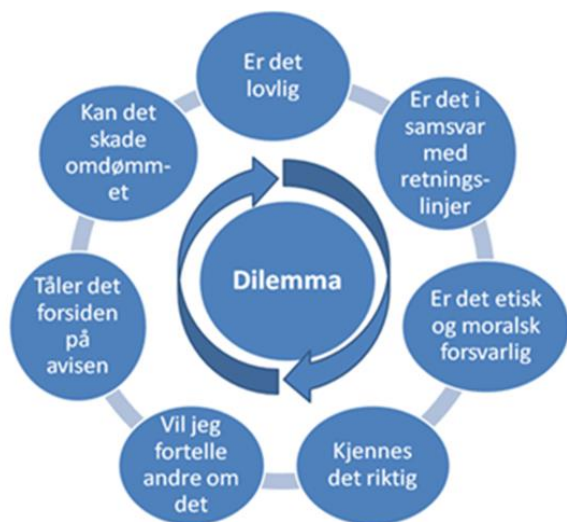 Er det
lovlig
Er det i
samsvar
med
retnings-
linjer
Er det etisk
og moralsk
forsvarlig
Kjennes
det riktig
Vil jeg
fortelle
andre om
det
Tåler det
forsiden
på
avisen
Kan det
skade
omdømm-
et
Dilemma